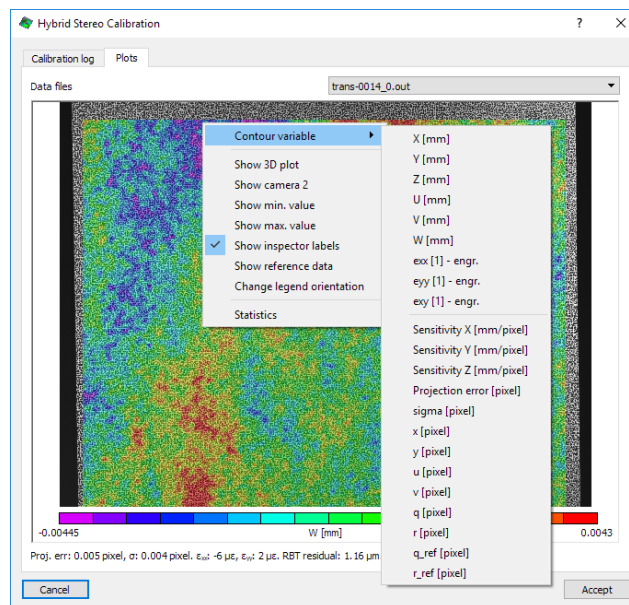 Hybrid Stereo Calibration
?
Calibration log Plots
Data files trans-0014_0.out
Contour variable
Show 3D plot
Show camera 2
Show min. value
Show max. value
Show inspector labels
Show reference data
Change legend orientation
Statistics
X [mm]
Y [mm]
Z [mm]
U [mm]
V [mm]
W [mm]
exx [1] - engr.
eyy [1] - engr.
exy [1] - engr.
Sensitivity X [mm/pixel]
Sensitivity Y [mm/pixel]
Sensitivity Z [mm/pixel]
Projection error [pixel]
sigma [pixel]
x [pixel]
y [pixel]
u [pixel]
v [pixel]
q [pixel]
r [pixel]
q_ref [pixel]
r_ref [pixel]
-0.00445 W [mm] 0.0043
Proj. err: 0.005 pixel, σ: 0.004 pixel. εxx: -6 µε, εyy: 2 µε. RBT residual: 1.16 µm
Cancel Accept